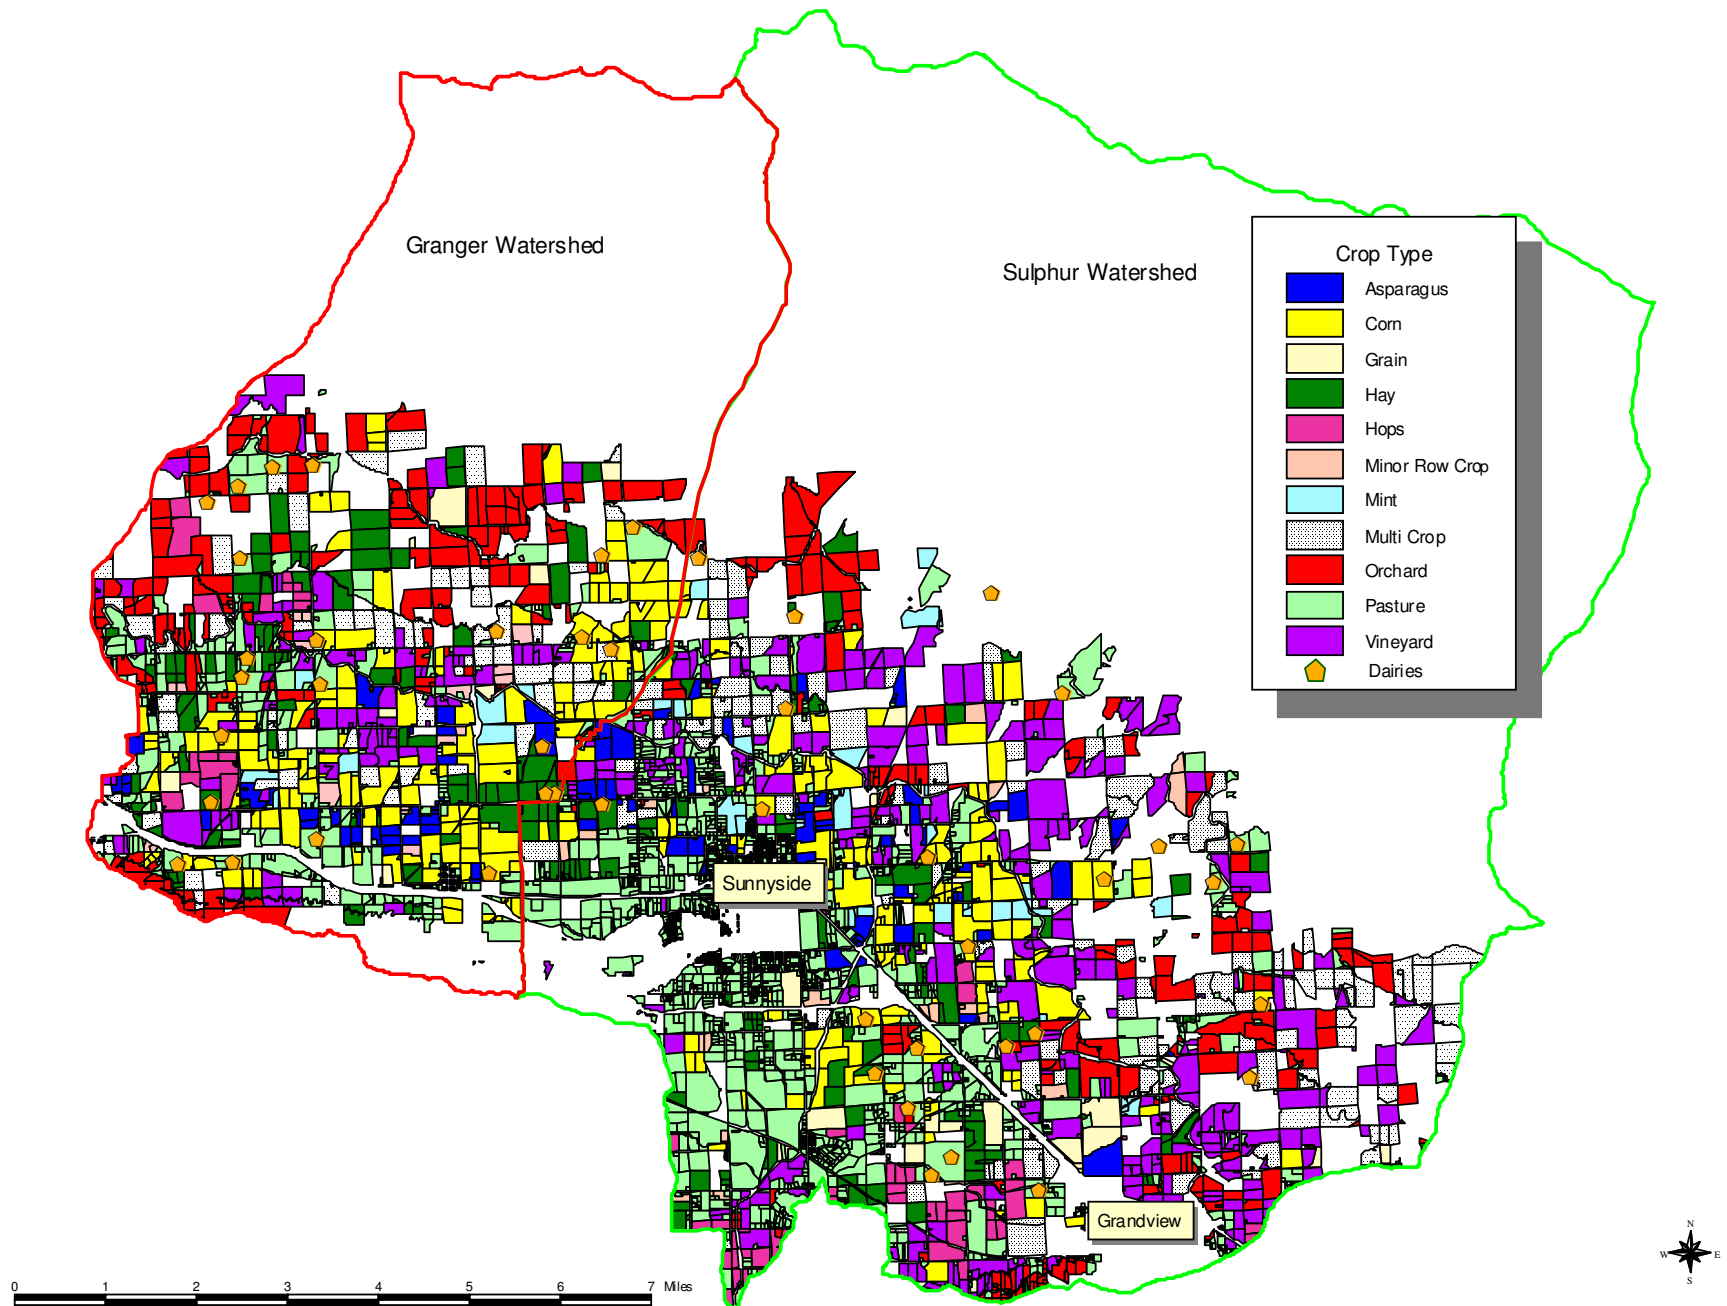 Granger Watershed
Sulphur Watershed
Crop Type
Asparagus
Corn
Grain
Hay
Hops
Minor Row Crop
Mint
Multi Crop
Orchard
Pasture
Vineyard
Dairies
Sunnyside
Grandview
N
W E
S
0 1 2 3 4 5 6 7 Miles